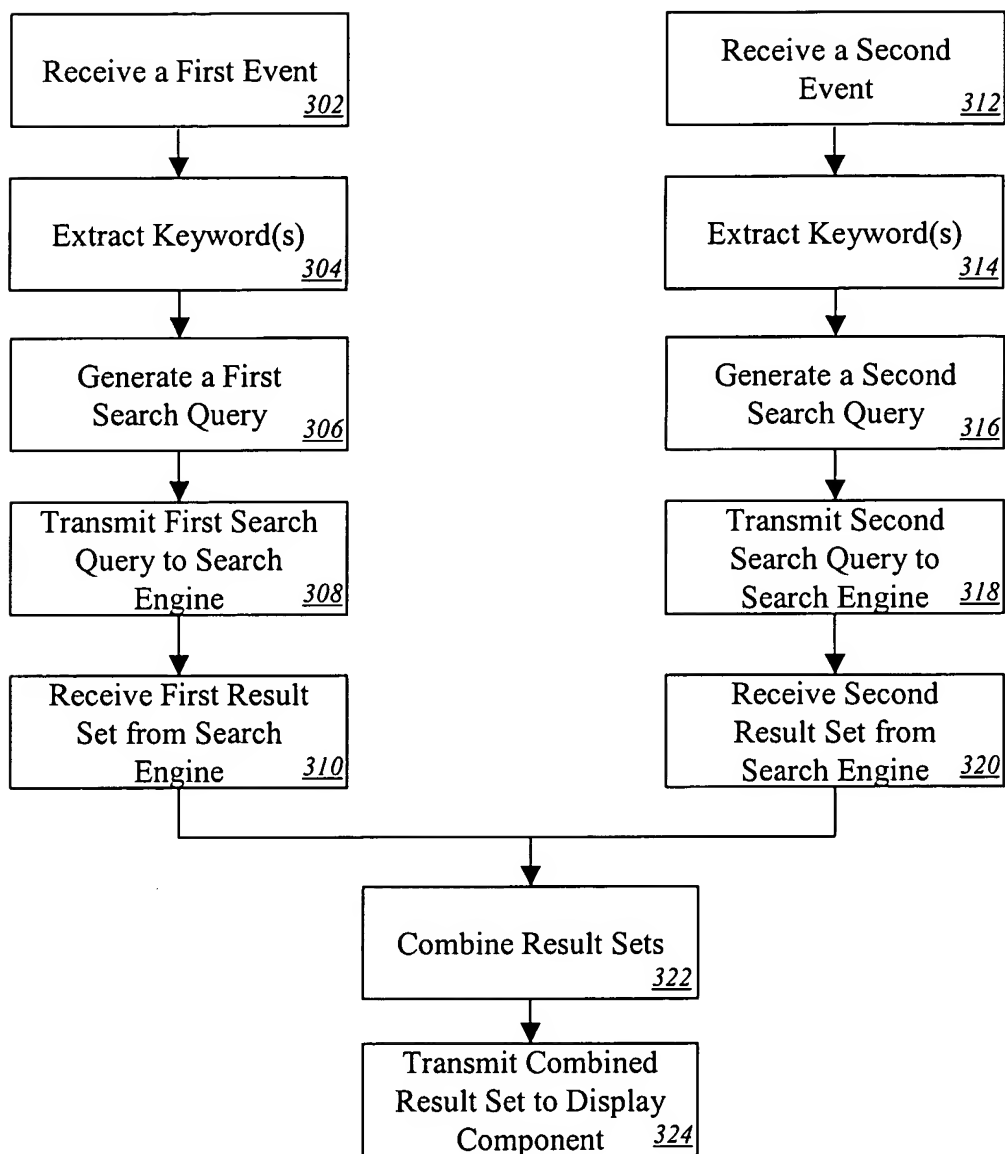 Receive a First Event
302
Extract Keyword(s)
304
Generate a First
Search Query
306
Transmit First Search
Query to Search
Engine
308
Receive First Result
Set from Search
Engine
310
Receive a Second
Event
312
Extract Keyword(s)
314
Generate a Second
Search Query
316
Transmit Second
Search Query to
Search Engine
318
Receive Second
Result Set from
Search Engine
320
Combine Result Sets
322
Transmit Combined
Result Set to Display
Component
324